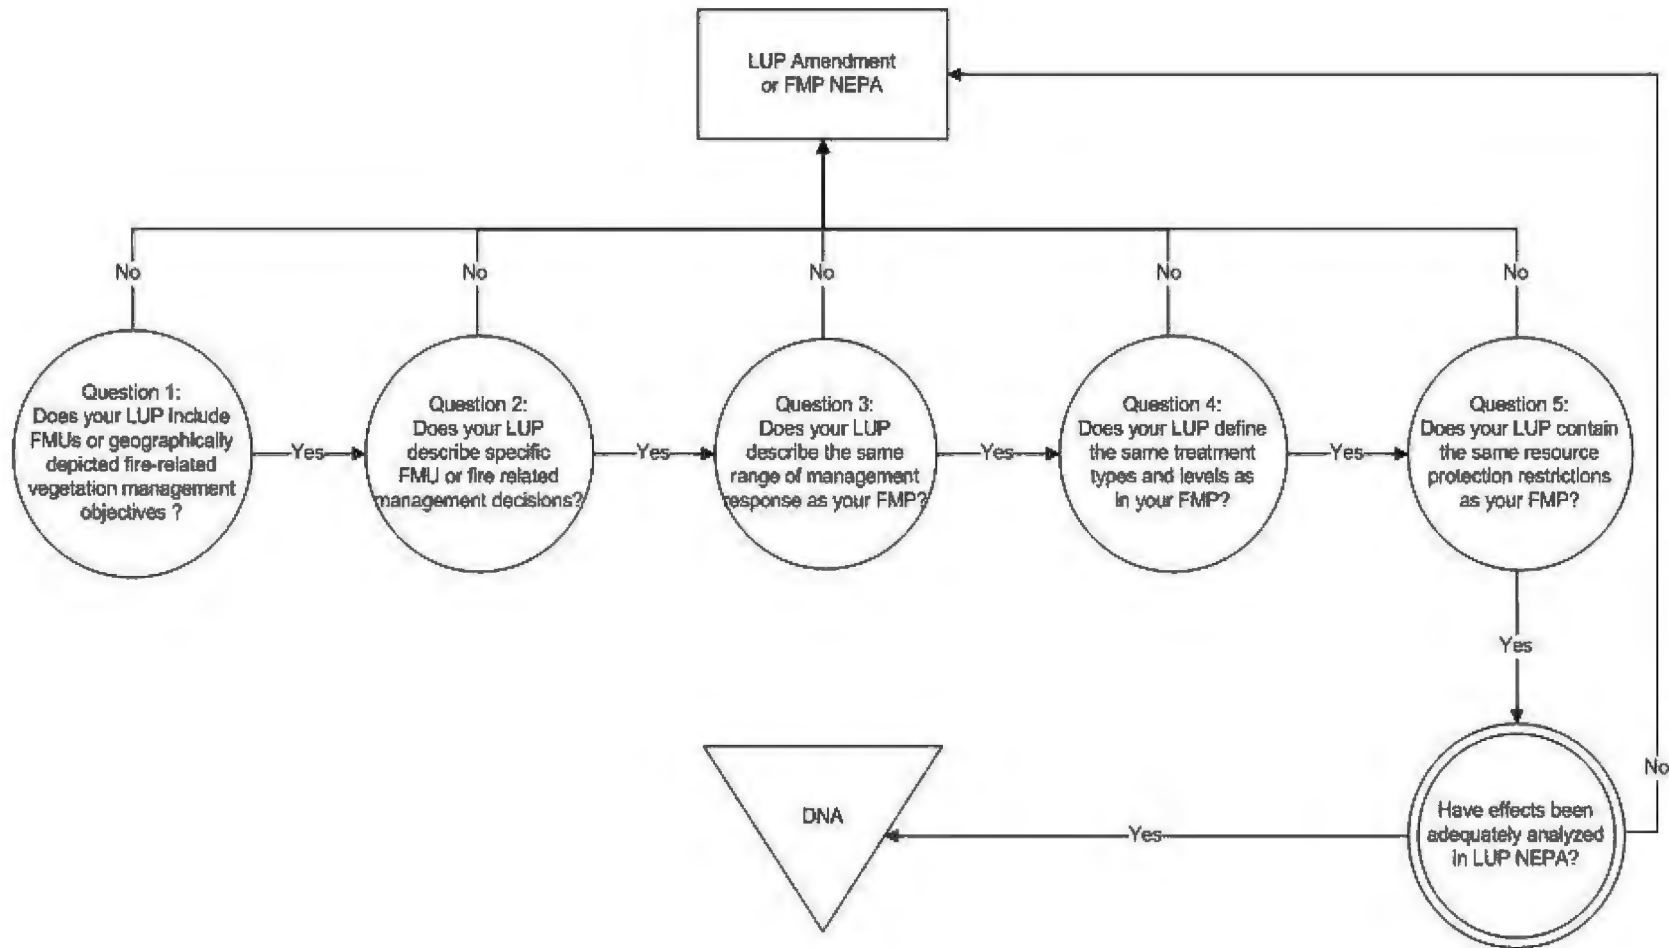 LUP Amendment
or FMP NEPA
No
No
No
No
No
Question 1:
Does your LUP include
FMUs or geographically
depicted fire-related
vegetation management
objectives ?
Yes
Question 2:
Does your LUP
describe specific
FMU or fire related
management decisions?
Yes
Question 3:
Does your LUP
describe the same
range of management
response as your FMP?
Yes
Question 4:
Does your LUP define
the same treatment
types and levels as
in your FMP?
Yes
Question 5:
Does your LUP contain
the same resource
protection restrictions
as your FMP?
Yes
No
Have effects been
adequately analyzed
in LUP NEPA?
Yes
DNA